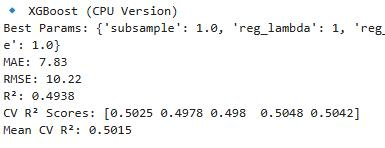 🔹 XGBoost (CPU Version)
Best Params: {'subsample': 1.0, 'reg_lambda': 1, 'reg_
e': 1.0}
MAE: 7.83
RMSE: 10.22
R²: 0.4938
CV R² Scores: [0.5025 0.4978 0.498  0.5048 0.5042]
Mean CV R²: 0.5015